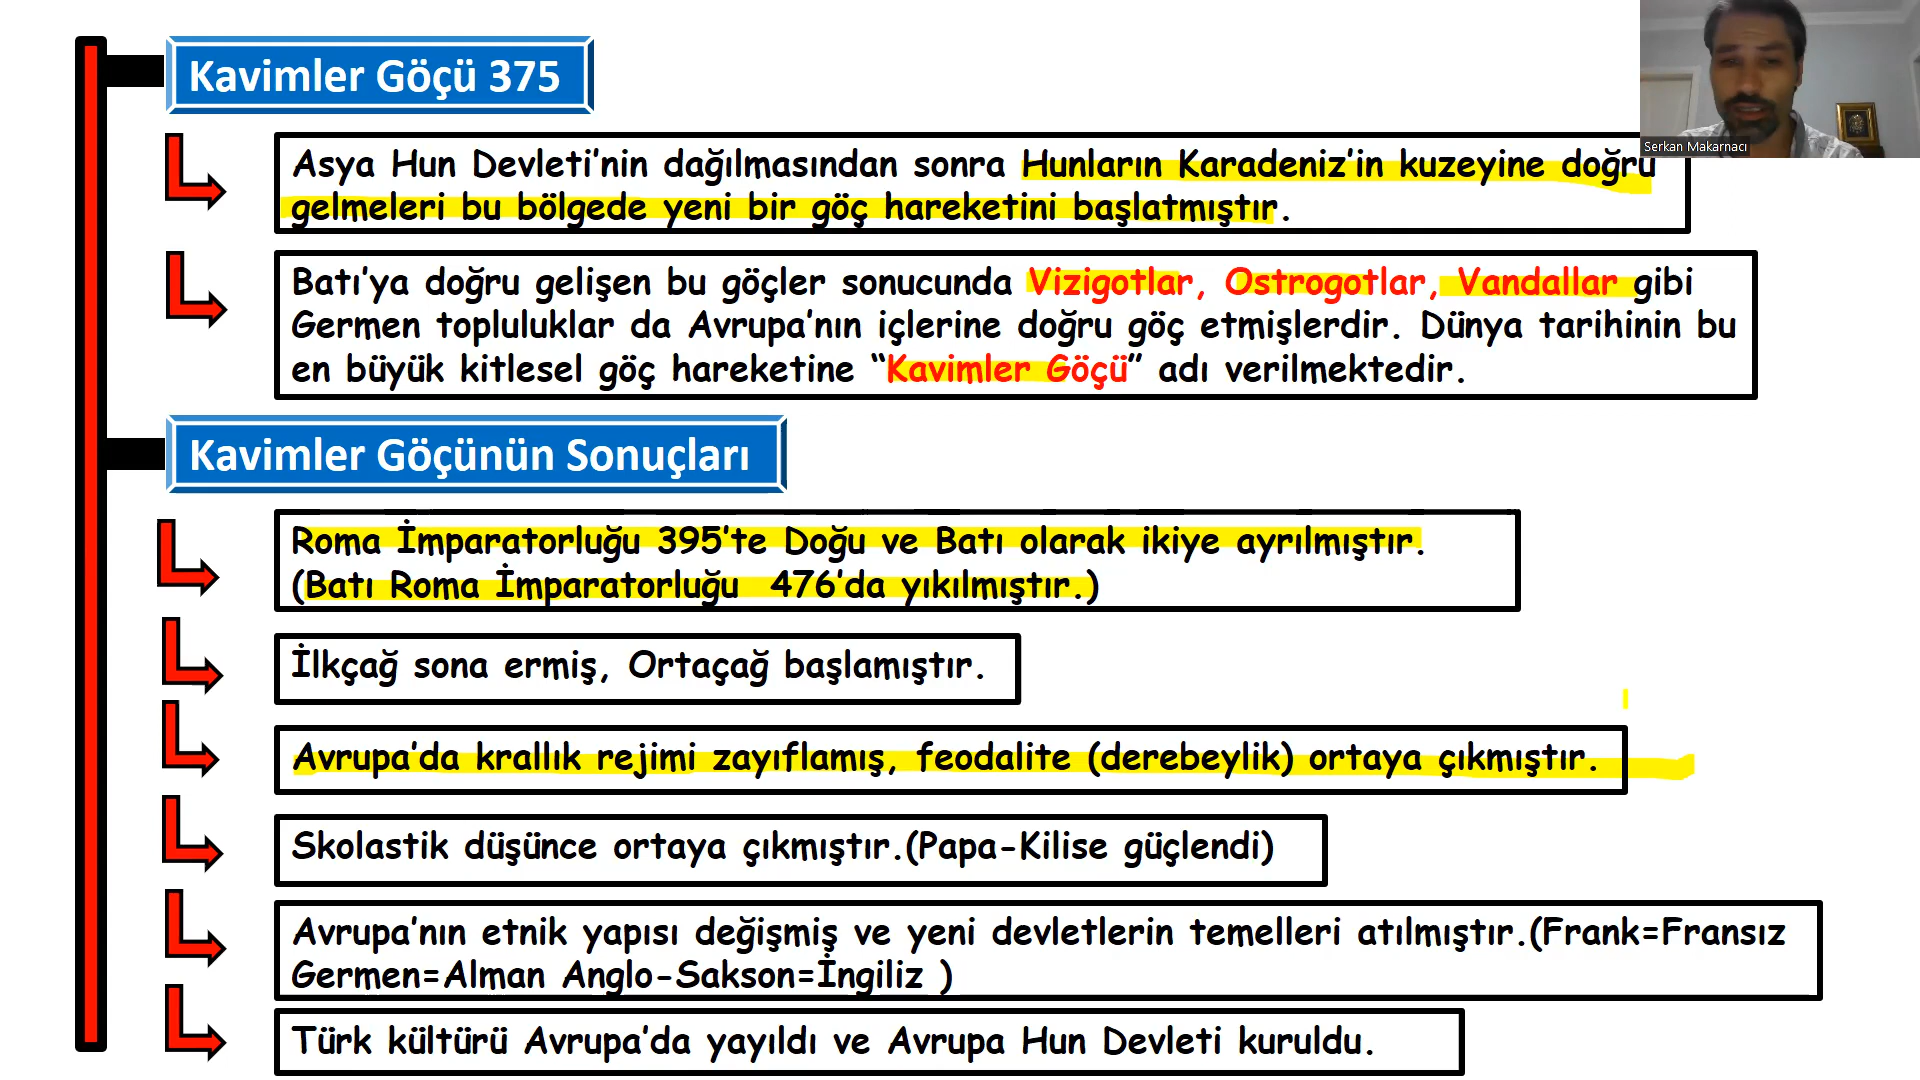 Kavimler Göçü 375
Serkan Makarnacı
Asya Hun Devleti’nin dağılmasından sonra Hunların Karadeniz’in kuzeyine doğru
gelmeleri bu bölgede yeni bir göç hareketini başlatmıştır.
Batı’ya doğru gelişen bu göçler sonucunda Vizigotlar, Ostrogotlar, Vandallar gibi
Germen topluluklar da Avrupa’nın içlerine doğru göç etmişlerdir. Dünya tarihinin bu
en büyük kitlesel göç hareketine “Kavimler Göçü” adı verilmektedir.
Kavimler Göçünün Sonuçları
Roma İmparatorluğu 395’te Doğu ve Batı olarak ikiye ayrılmıştır.
(Batı Roma İmparatorluğu 476’da yıkılmıştır.)
İlkçağ sona ermiş, Ortaçağ başlamıştır.
Avrupa’da krallık rejimi zayıflamış, feodalite (derebeylik) ortaya çıkmıştır.
Skolastik düşünce ortaya çıkmıştır.(Papa-Kilise güçlendi)
Avrupa’nın etnik yapısı değişmiş ve yeni devletlerin temelleri atılmıştır.(Frank=Fransız
Germen=Alman Anglo-Sakson=İngiliz )
Türk kültürü Avrupa’da yayıldı ve Avrupa Hun Devleti kuruldu.